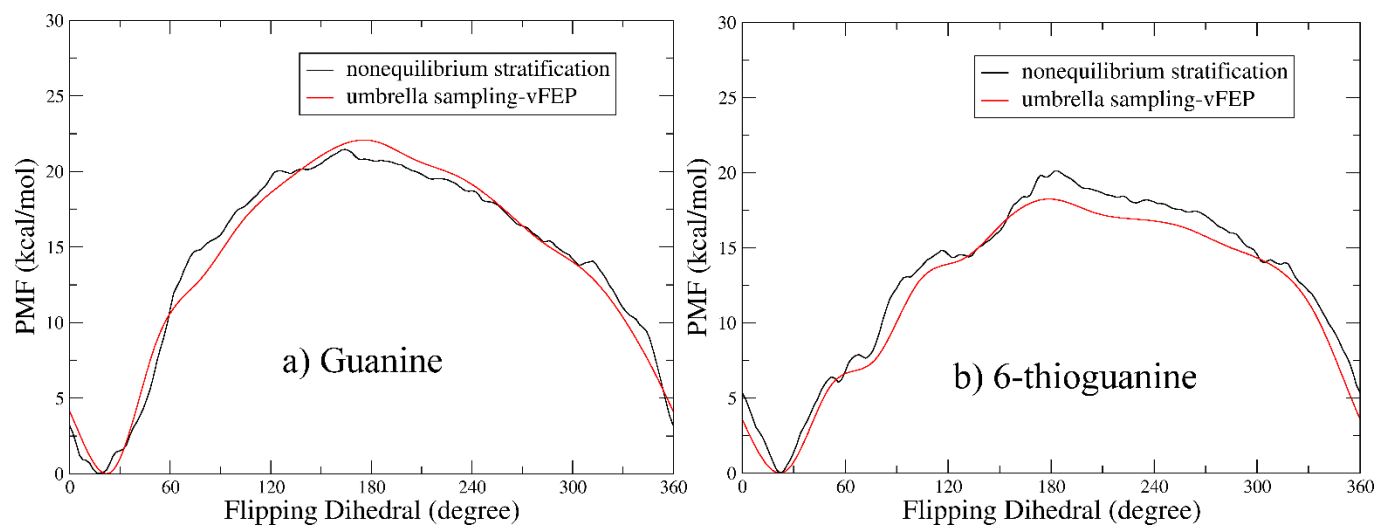 30
25
20
15
10
5
0
PMF (kcal/mol)
nonequilibrium stratification
umbrella sampling-vFEP
a) Guanine
0 60 120 180 240 300 360
Flipping Dihedral (degree)
30
25
20
15
10
5
0
PMF (kcal/mol)
nonequilibrium stratification
umbrella sampling-vFEP
b) 6-thioguanine
0 60 120 180 240 300 360
Flipping Dihedral (degree)